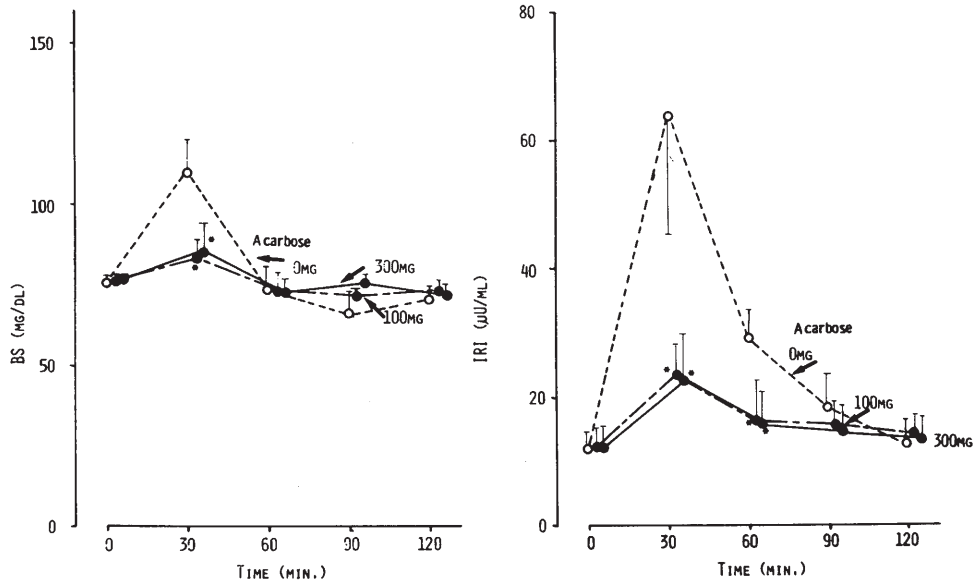 150
100
50
0
BS (MG/DL)
Acarbose
0MG
300MG
100MG
*
*
0 30 60 90 120
TIME (MIN.)
80
60
40
20
0
IRI (μU/ML)
Acarbose
0MG
100MG
300MG
* *
*
*
0 30 60 90 120
TIME (MIN.)